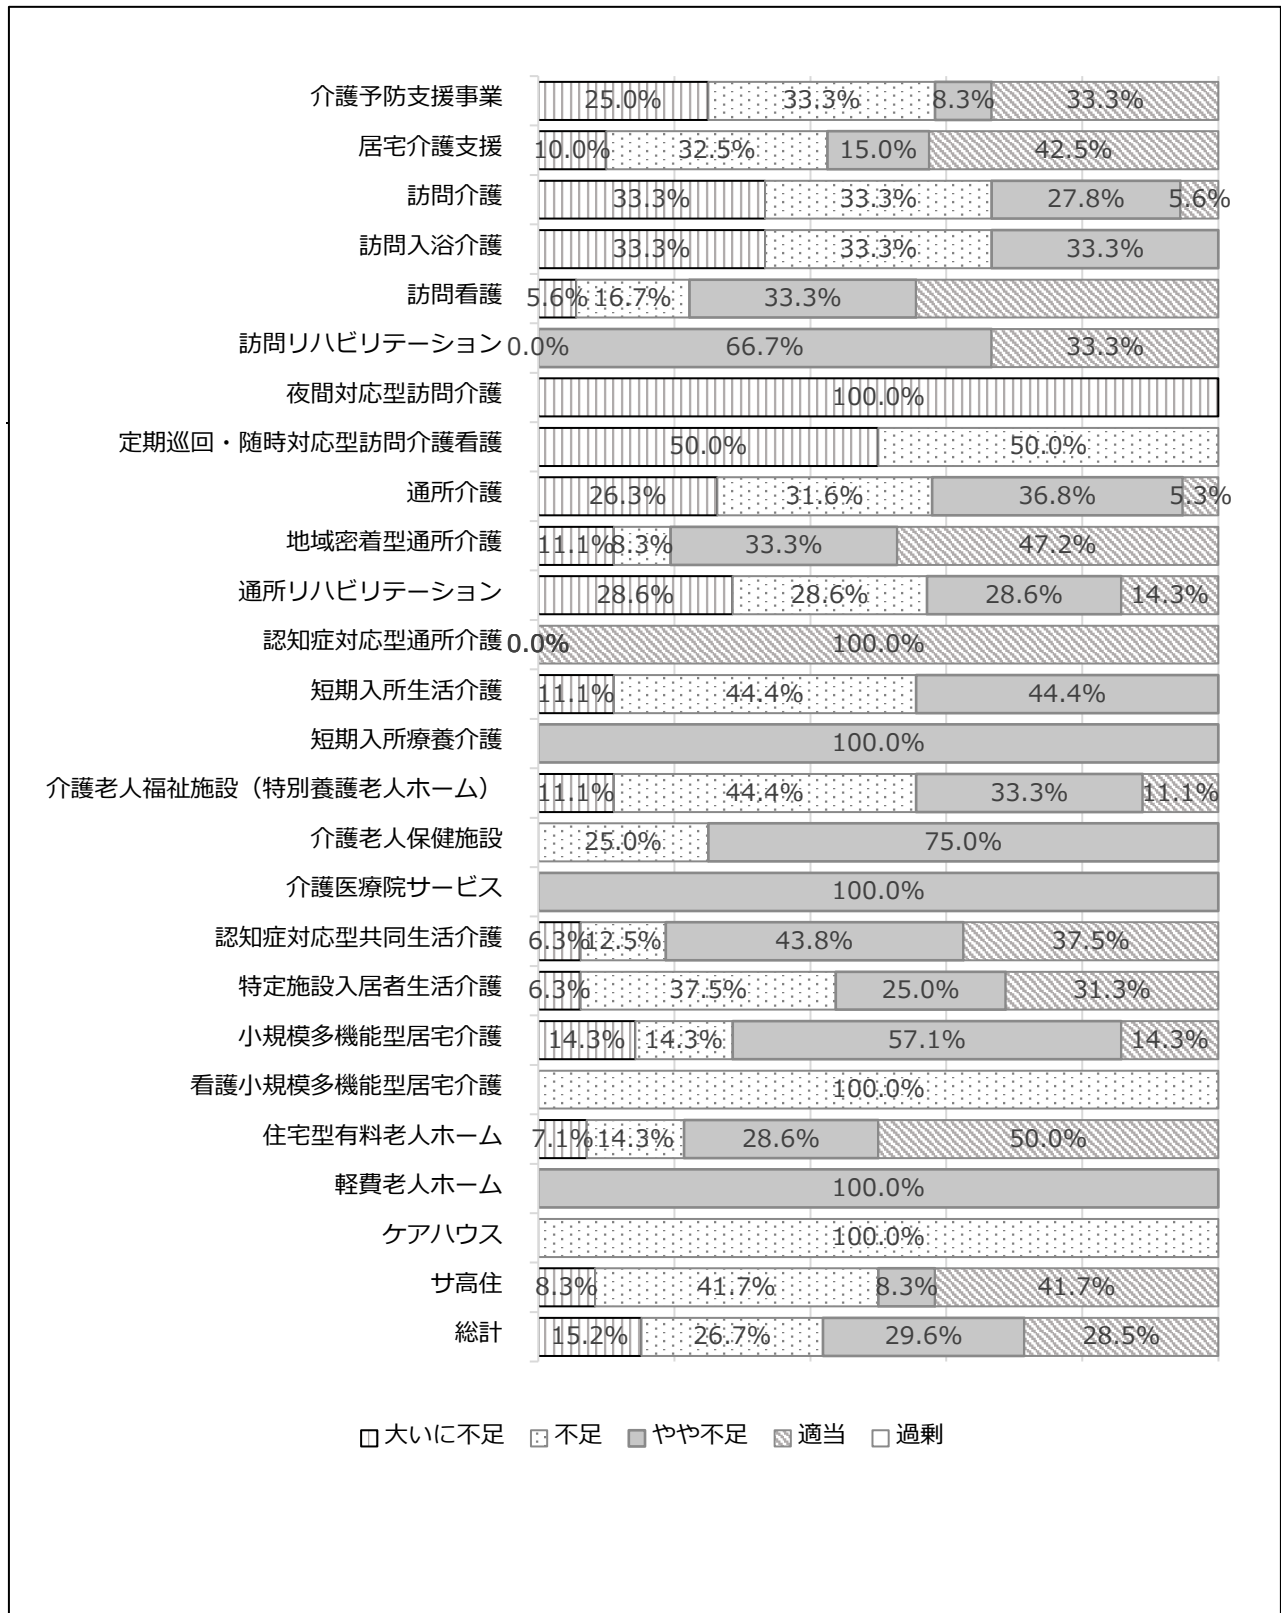 介護予防支援事業 25.0% 33.3% 8.3% 33.3%
居宅介護支援 10.0% 32.5% 15.0% 42.5%
訪問介護 33.3% 33.3% 27.8% 5.6%
訪問入浴介護 33.3% 33.3% 33.3%
訪問看護 5.6% 16.7% 33.3%
訪問リハビリテーション 0.0% 66.7% 33.3%
夜間対応型訪問介護 100.0%
定期巡回・随時対応型訪問介護看護 50.0% 50.0%
通所介護 26.3% 31.6% 36.8% 5.3%
地域密着型通所介護 11.1% 8.3% 33.3% 47.2%
通所リハビリテーション 28.6% 28.6% 28.6% 14.3%
認知症対応型通所介護 0.0% 100.0%
短期入所生活介護 11.1% 44.4% 44.4%
短期入所療養介護 100.0%
介護老人福祉施設（特別養護老人ホーム） 11.1% 44.4% 33.3% 11.1%
介護老人保健施設 25.0% 75.0%
介護医療院サービス 100.0%
認知症対応型共同生活介護 6.3% 12.5% 43.8% 37.5%
特定施設入居者生活介護 6.3% 37.5% 25.0% 31.3%
小規模多機能型居宅介護 14.3% 14.3% 57.1% 14.3%
看護小規模多機能型居宅介護 100.0%
住宅型有料老人ホーム 7.1% 14.3% 28.6% 50.0%
軽費老人ホーム 100.0%
ケアハウス 100.0%
サ高住 8.3% 41.7% 8.3% 41.7%
総計 15.2% 26.7% 29.6% 28.5%
大いに不足 不足 やや不足 適当 過剰